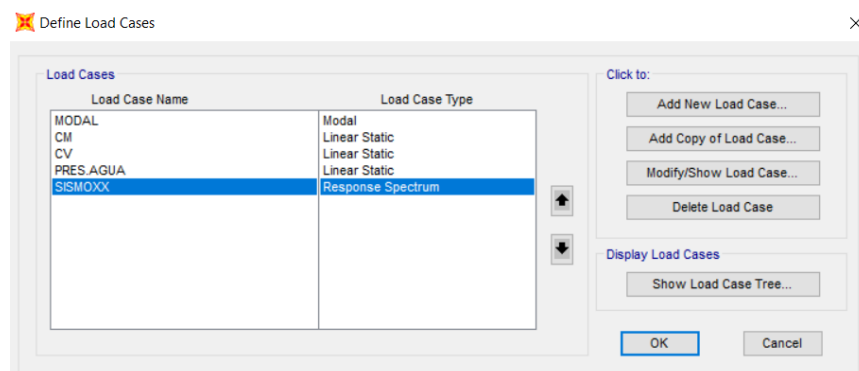 Define Load Cases
Load Cases
Load Case Name Load Case Type
MODAL Modal
CM Linear Static
CV Linear Static
PRES.AGUA Linear Static
SISMOXX Response Spectrum
Click to:
Add New Load Case...
Add Copy of Load Case...
Modify/Show Load Case...
Delete Load Case
Display Load Cases
Show Load Case Tree...
OK Cancel